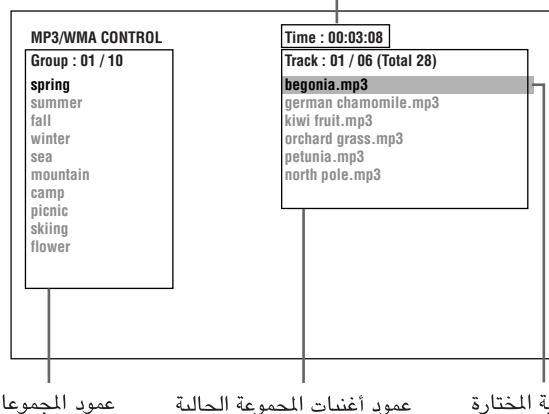 MP3/WMA CONTROL
Group : 01 / 10
spring
summer
fall
winter
sea
mountain
camp
picnic
skiing
flower
Time : 00:03:08
Track : 01 / 06 (Total 28)
begonia.mp3
german chamomile.mp3
kiwi fruit.mp3
orchard grass.mp3
petunia.mp3
north pole.mp3
المختارة
عمود أغنيات المجموعة الحالية
عمود